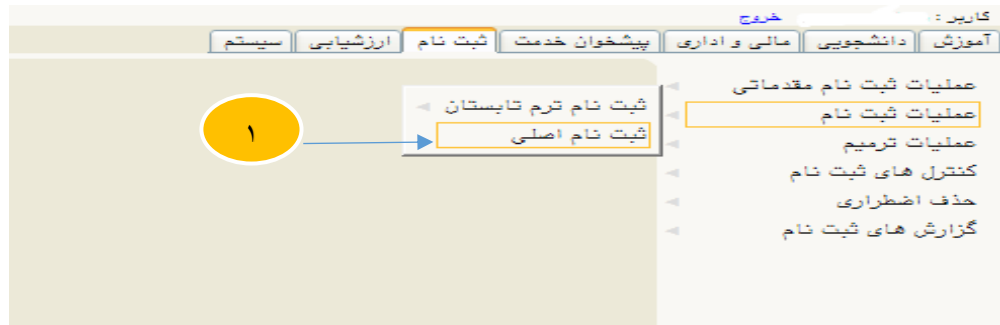 کاربر : خروج
آموزش دانشجویی مالی و اداری پیشخوان خدمت ثبت نام ارزشیابی سیستم
عملیات ثبت نام مقدماتی
عملیات ثبت نام
ثبت نام ترم تابستان
ثبت نام اصلی
۱
عملیات ترمیم
کنترل های ثبت نام
حذف اضطراری
گزارش های ثبت نام